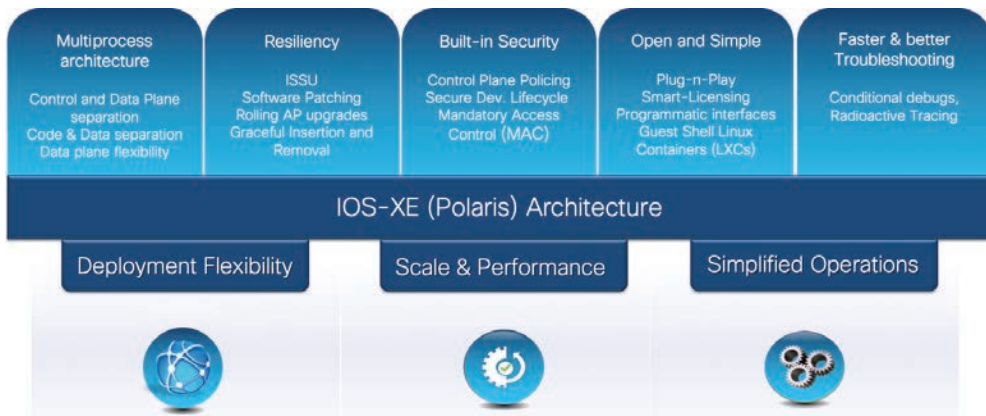 Multiprocess
architecture
Control and Data Plane
separation
Code & Data separation
Data plane flexibility
Resiliency
ISSU
Software Patching
Rolling AP upgrades
Graceful Insertion and
Removal
Built-in Security
Control Plane Policing
Secure Dev. Lifecycle
Mandatory Access
Control (MAC)
Open and Simple
Plug-n-Play
Smart-Licensing
Programmatic interfaces
Guest Shell Linux
Containers (LXCs)
Faster & better
Troubleshooting
Conditional debugs,
Radioactive Tracing
IOS-XE (Polaris) Architecture
Deployment Flexibility
Scale & Performance
Simplified Operations